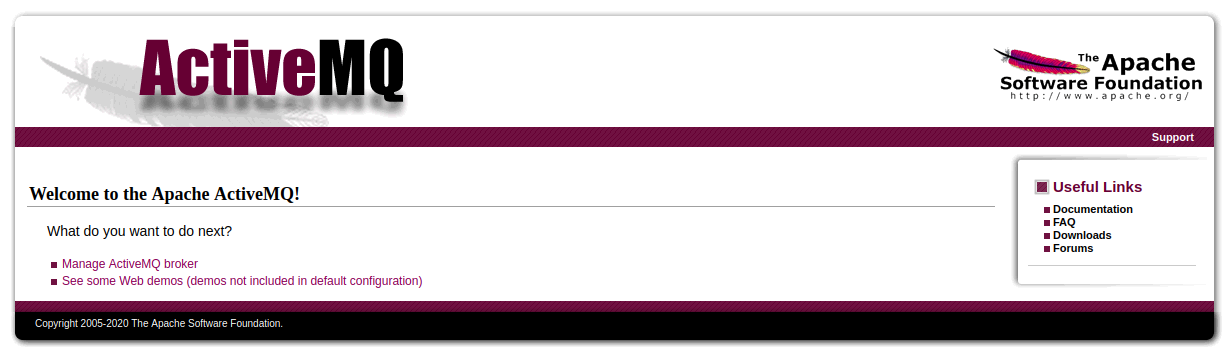 ActiveMQ
The Apache
Software Foundation
http://www.apache.org/
Support
Welcome to the Apache ActiveMQ!
What do you want to do next?
Manage ActiveMQ broker
See some Web demos (demos not included in default configuration)
Useful Links
Documentation
FAQ
Downloads
Forums
Copyright 2005-2020 The Apache Software Foundation.